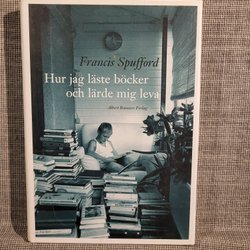 Francis Spufford
Hur jag läste böcker
och lärde mig leva
Albert Bonniers Förlag